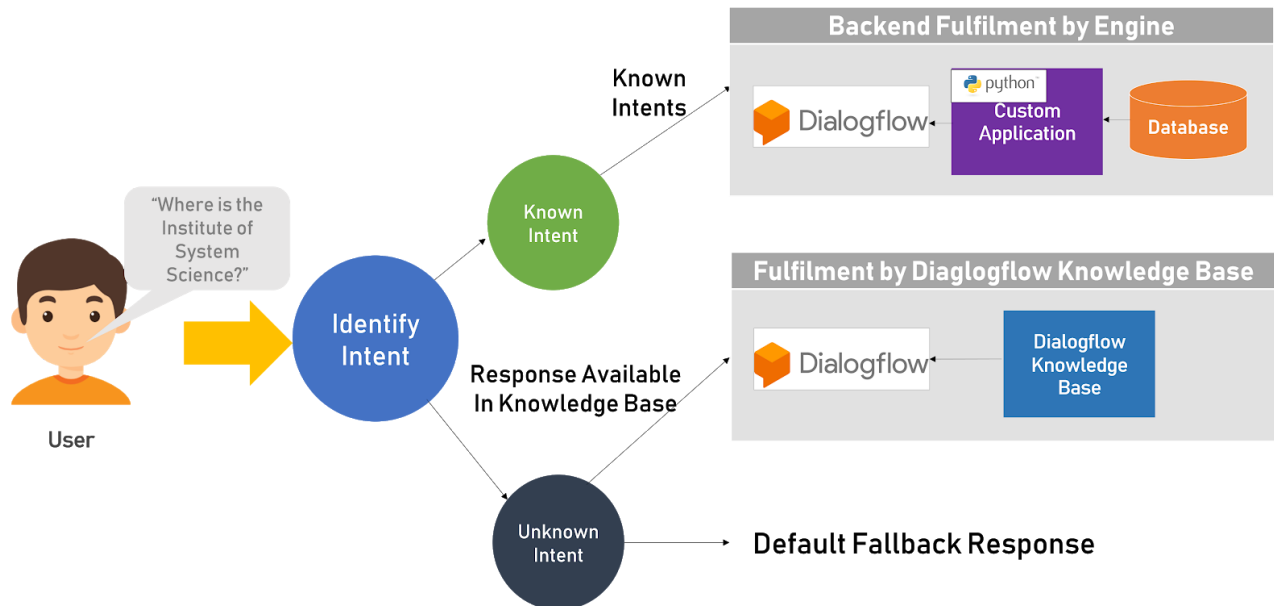 Backend Fulfilment by Engine
Known
Intents
Dialogflow
python™
Custom
Application
Database
"Where is the
Institute of
System
Science?"
Known
Intent
Fulfilment by Diaglogflow Knowledge Base
Identify
Intent
Dialogflow
Dialogflow
Knowledge
Base
Response Available
In Knowledge Base
User
Unknown
Intent
Default Fallback Response